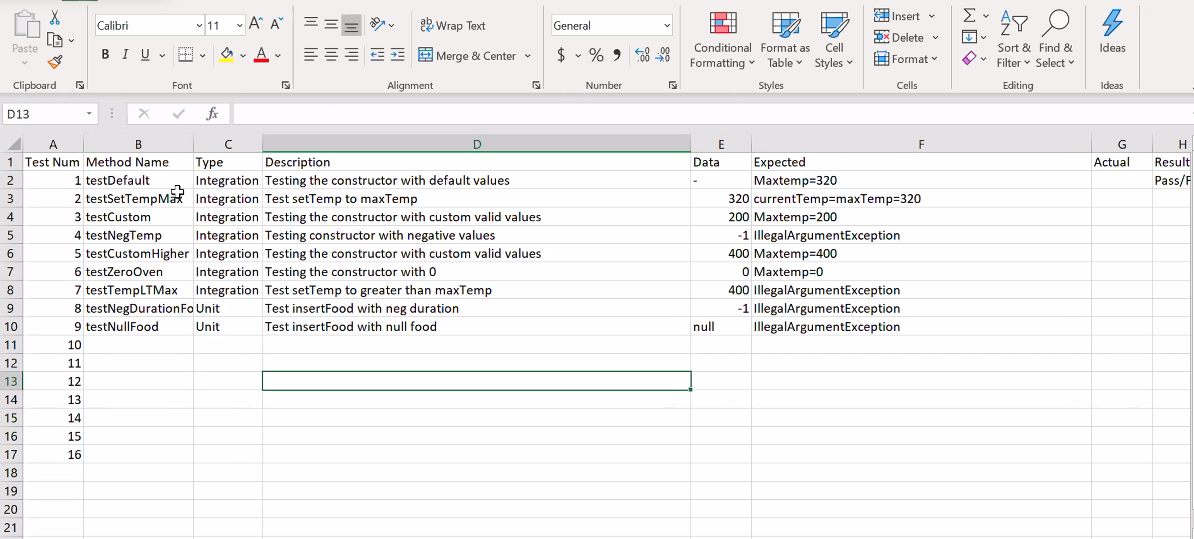 Calibri 11 Wrap Text General Insert
Paste Merge & Center $ % 9 Conditional Format as Cell Sort & Find & Ideas
Formatting Table Styles Delete Filter Select
B I U A Format
Clipboard Font Alignment Number Styles Cells Editing Ideas
D13 fx
A B C D E F G H
1 Test Num Method Name Type Description Data Expected Actual Result
2 1 testDefault Integration Testing the constructor with default values - Maxtemp=320 Pass/F
3 2 testSetTempMax Integration Test setTemp to maxTemp 320 currentTemp=maxTemp=320
4 3 testCustom Integration Testing the constructor with custom valid values 200 Maxtemp=200
5 4 testNegTemp Integration Testing constructor with negative values -1 IllegalArgumentException
6 5 testCustomHigher Integration Testing the constructor with custom valid values 400 Maxtemp=400
7 6 testZeroOven Integration Testing the constructor with 0 0 Maxtemp=0
8 7 testTempLTMax Integration Test setTemp to greater than maxTemp 400 IllegalArgumentException
9 8 testNegDurationFo Unit Test insertFood with neg duration -1 IllegalArgumentException
10 9 testNullFood Unit Test insertFood with null food null IllegalArgumentException
11 10
12 11
13 12
14 13
15 14
16 15
17 16
18
19
20
21